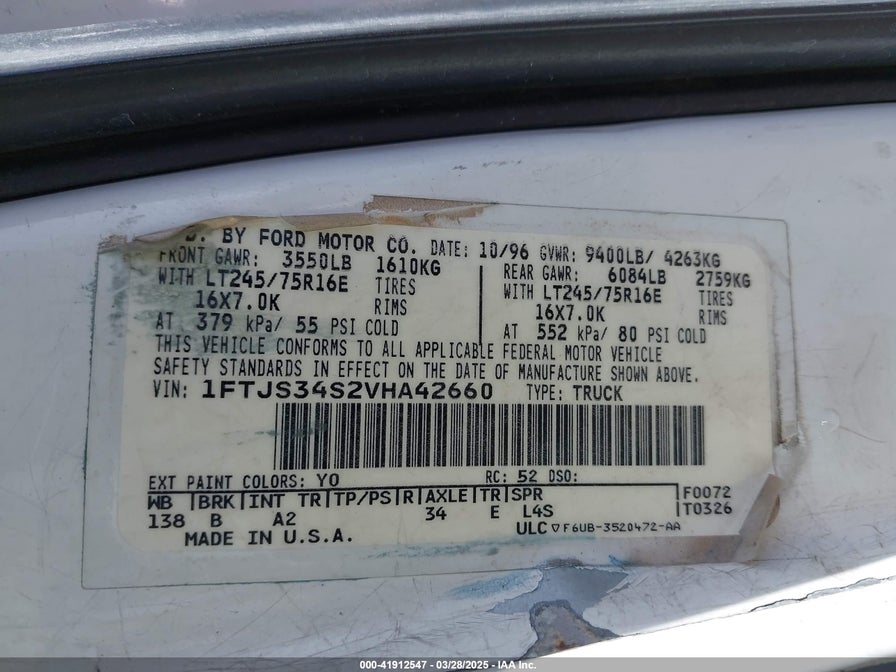 D. BY FORD MOTOR CO. DATE: 10/96 GVWR: 9400LB/ 4263KG
FRONT GAWR: 3550LB 1610KG
WITH LT245/75R16E TIRES
16X7.0K RIMS
AT 379 kPa/ 55 PSI COLD
REAR GAWR: 6084LB 2759KG
WITH LT245/75R16E TIRES
16X7.0K RIMS
AT 552 kPa/ 80 PSI COLD
THIS VEHICLE CONFORMS TO ALL APPLICABLE FEDERAL MOTOR VEHICLE
SAFETY STANDARDS IN EFFECT ON THE DATE OF MANUFACTURE SHOWN ABOVE.
VIN: 1FTJS34S2VHA42660 TYPE: TRUCK
EXT PAINT COLORS: YO RC: 52 DSO:
WB |BRK|INT TR|TP/PS|R|AXLE|TR|SPR |F0072
138 B A2 34 E L4S |T0326
MADE IN U.S.A. ULC ▽ F6UB-3520472-AA
000-41912547 | 03/28/2025 | IAA Inc.